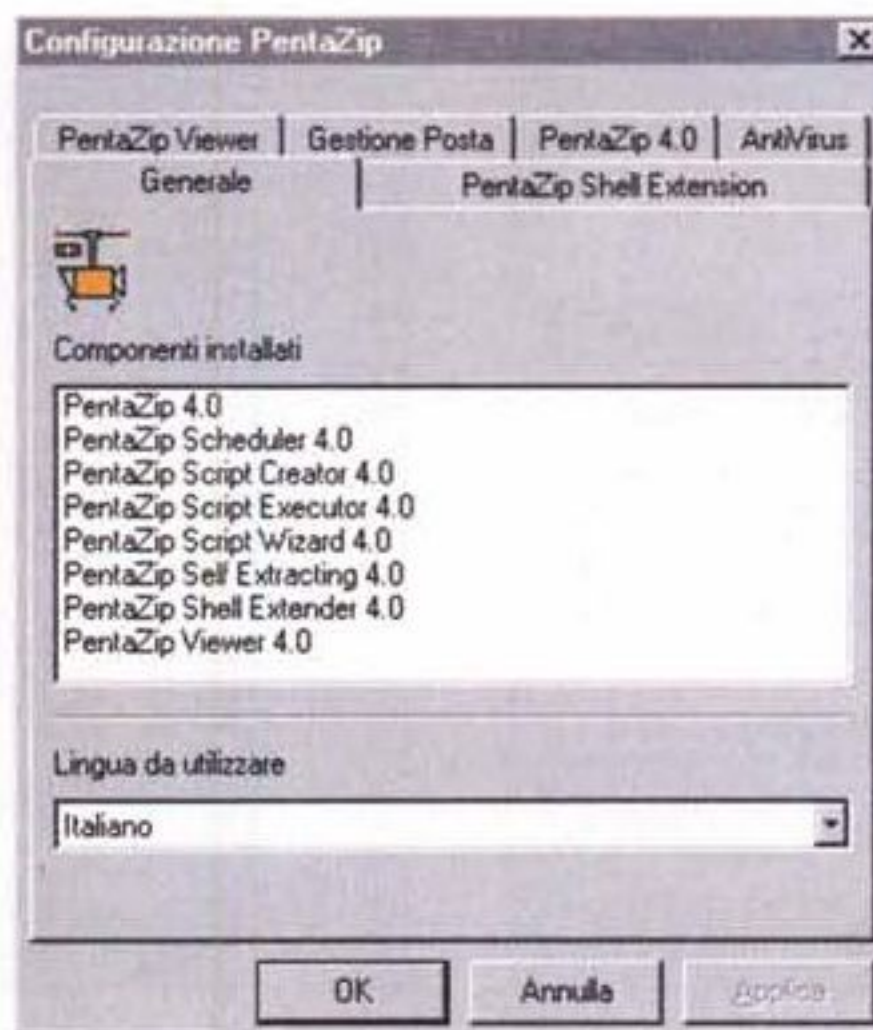 Configurazione PentaZip
PentaZip Viewer
Gestione Posta
PentaZip 4.0
AntiVirus
Generale
PentaZip Shell Extension
Componenti installati
PentaZip 4.0
PentaZip Scheduler 4.0
PentaZip Script Creator 4.0
PentaZip Script Executor 4.0
PentaZip Script Wizard 4.0
PentaZip Self Extracting 4.0
PentaZip Shell Extender 4.0
PentaZip Viewer 4.0
Lingua da utilizzare
Italiano
OK
Annulla
Applica